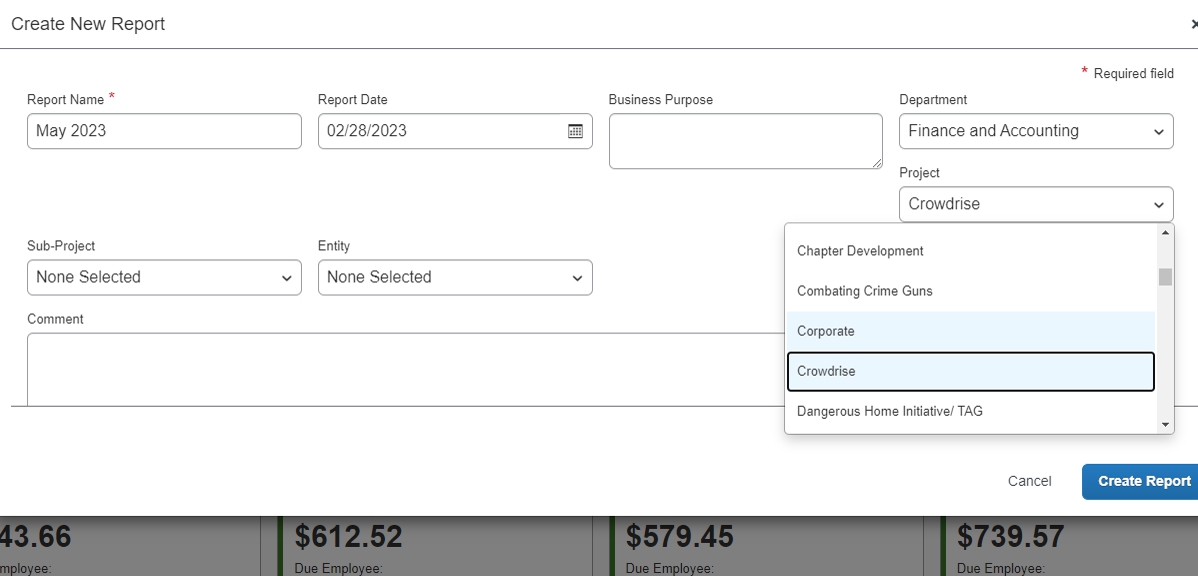 Create New Report
×
* Required field
Report Name *
Report Date
Business Purpose
Department
May 2023
02/28/2023
Finance and Accounting
Project
Crowdrise
Sub-Project
Entity
None Selected
None Selected
Chapter Development
Combating Crime Guns
Corporate
Crowdrise
Dangerous Home Initiative/ TAG
Comment
Cancel
Create Report
43.66
$612.52
$579.45
$739.57
mployee:
Due Employee:
Due Employee:
Due Employee: